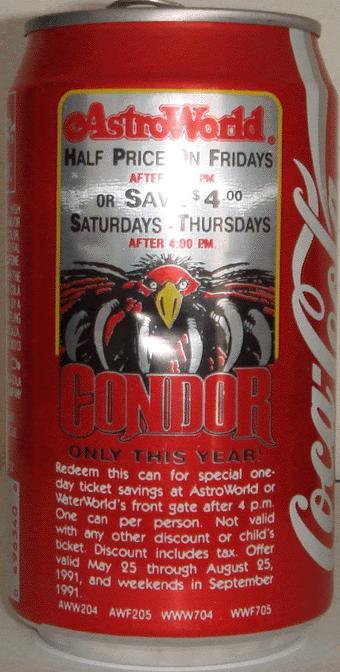 AstroWorld®
HALF PRICE ON FRIDAYS
AFTER PM.
OR SAVE $4.00
SATURDAYS - THURSDAYS
AFTER 4:00 P.M.
CONDOR
ONLY THIS YEAR!
Redeem this can for special one-
day ticket savings at AstroWorld or
WaterWorld's front gate after 4 p.m.
One can per person. Not valid
with any other discount or child's
ticket. Discount includes tax. Offer
valid May 25 through August 25,
1991, and weekends in September
1991.
AWW204 AWF205 WWW704 WWF705
Coca-Cola